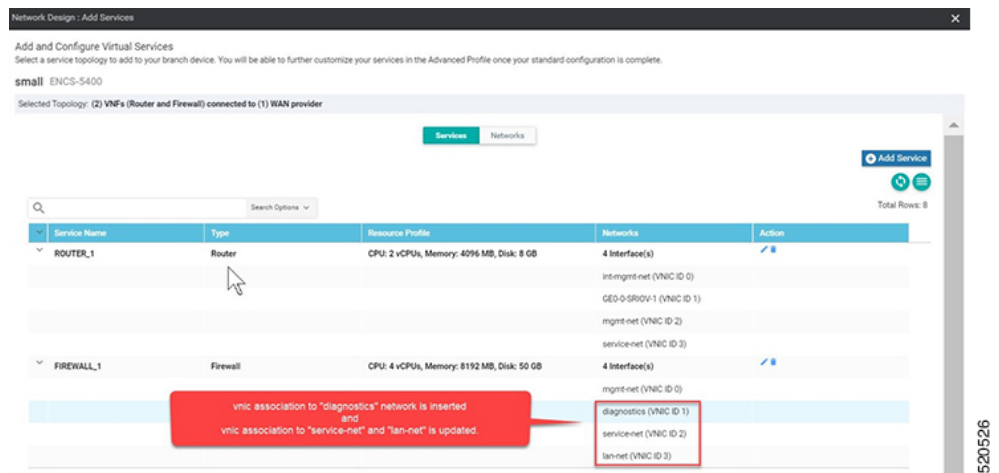 Network Design : Add Services
Add and Configure Virtual Services
Select a service topology to add to your branch device. You will be able to further customize your services in the Advanced Profile once your standard configuration is complete.
small ENCS-5400
Selected Topology: (2) VNFs (Router and Firewall) connected to (1) WAN provider
Services Networks
Add Service
Total Rows: 8
Search Options
Service Name Type Resource Profile Networks Action
ROUTER_1 Router CPU: 2 vCPUs, Memory: 4096 MB, Disk: 8 GB 4 Interface(s)
int-mgmt-net (VNIC ID 0)
GE0-0-SRIOV-1 (VNIC ID 1)
mgmt-net (VNIC ID 2)
service-net (VNIC ID 3)
FIREWALL_1 Firewall CPU: 4 vCPUs, Memory: 8192 MB, Disk: 50 GB 4 Interface(s)
mgmt-net (VNIC ID 0)
diagnostics (VNIC ID 1)
service-net (VNIC ID 2)
lan-net (VNIC ID 3)
vnic association to "diagnostics" network is inserted
and
vnic association to "service-net" and "lan-net" is updated.
520526